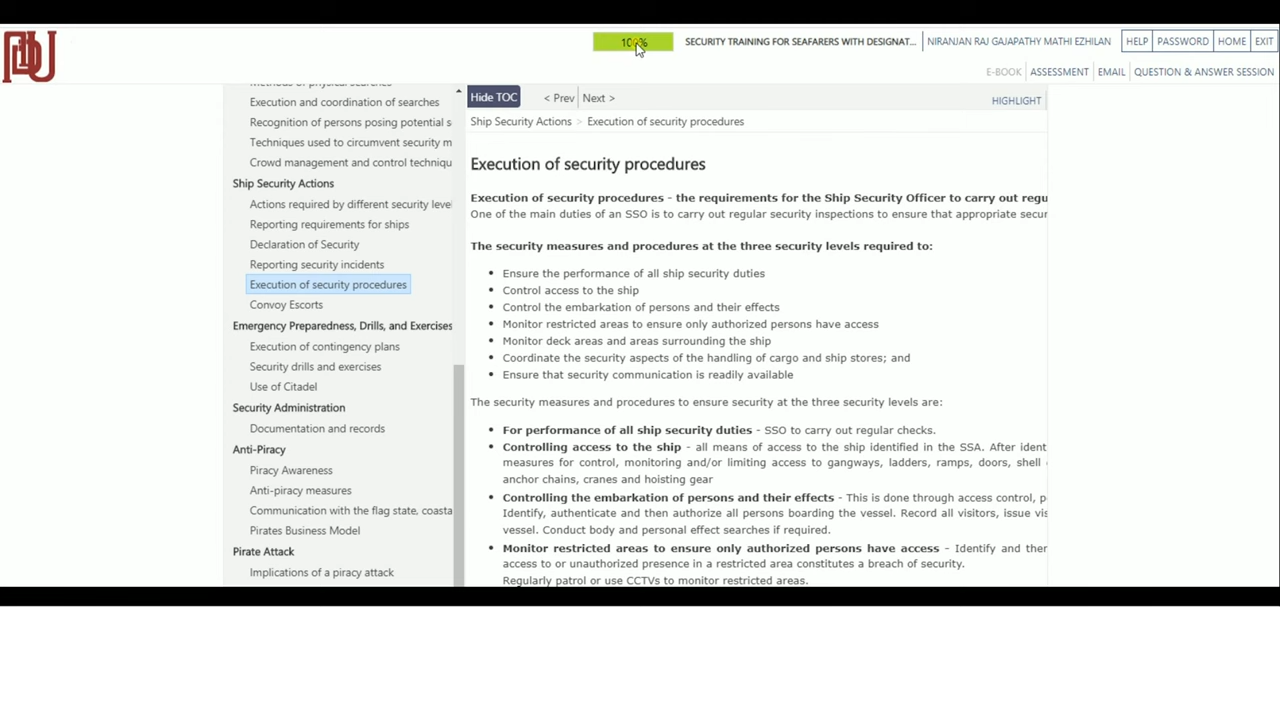 100%
SECURITY TRAINING FOR SEAFARERS WITH DESIGNAT...
NIRANJAN RAJ GAJAPATHY MATHI EZHILAN
HELP PASSWORD HOME EXIT
E-BOOK ASSESSMENT EMAIL QUESTION & ANSWER SESSION
Methods of physical searches
Execution and coordination of searches
Recognition of persons posing potential s
Techniques used to circumvent security m
Crowd management and control techniqu
Ship Security Actions
Actions required by different security leve
Reporting requirements for ships
Declaration of Security
Reporting security incidents
Execution of security procedures
Convoy Escorts
Emergency Preparedness, Drills, and Exercises
Execution of contingency plans
Security drills and exercises
Use of Citadel
Security Administration
Documentation and records
Anti-Piracy
Piracy Awareness
Anti-piracy measures
Communication with the flag state, coasta
Pirates Business Model
Pirate Attack
Implications of a piracy attack
Hide TOC < Prev Next >
HIGHLIGHT
Ship Security Actions > Execution of security procedures
Execution of security procedures
Execution of security procedures - the requirements for the Ship Security Officer to carry out regu
One of the main duties of an SSO is to carry out regular security inspections to ensure that appropriate secur
The security measures and procedures at the three security levels required to:
• Ensure the performance of all ship security duties
• Control access to the ship
• Control the embarkation of persons and their effects
• Monitor restricted areas to ensure only authorized persons have access
• Monitor deck areas and areas surrounding the ship
• Coordinate the security aspects of the handling of cargo and ship stores; and
• Ensure that security communication is readily available
The security measures and procedures to ensure security at the three security levels are:
• For performance of all ship security duties - SSO to carry out regular checks.
• Controlling access to the ship - all means of access to the ship identified in the SSA. After ident
measures for control, monitoring and/or limiting access to gangways, ladders, ramps, doors, shell
anchor chains, cranes and hoisting gear
• Controlling the embarkation of persons and their effects - This is done through access control, p
Identify, authenticate and then authorize all persons boarding the vessel. Record all visitors, issue vis
vessel. Conduct body and personal effect searches if required.
• Monitor restricted areas to ensure only authorized persons have access - Identify and ther
access to or unauthorized presence in a restricted area constitutes a breach of security.
Regularly patrol or use CCTVs to monitor restricted areas.